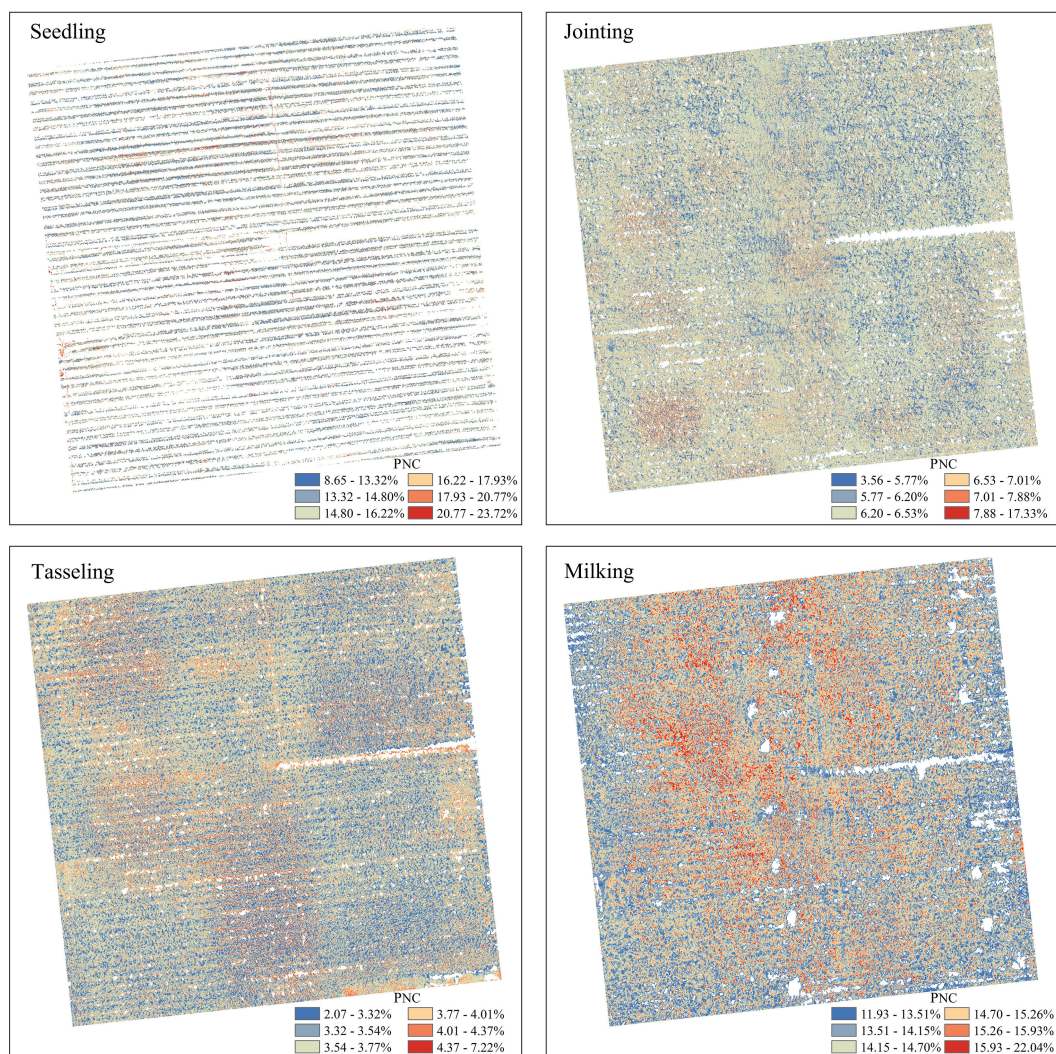 Seedling
PNC
8.65 - 13.32% 16.22 - 17.93%
13.32 - 14.80% 17.93 - 20.77%
14.80 - 16.22% 20.77 - 23.72%
Jointing
PNC
3.56 - 5.77% 6.53 - 7.01%
5.77 - 6.20% 7.01 - 7.88%
6.20 - 6.53% 7.88 - 17.33%
Tasseling
PNC
2.07 - 3.32% 3.77 - 4.01%
3.32 - 3.54% 4.01 - 4.37%
3.54 - 3.77% 4.37 - 7.22%
Milking
PNC
11.93 - 13.51% 14.70 - 15.26%
13.51 - 14.15% 15.26 - 15.93%
14.15 - 14.70% 15.93 - 22.04%